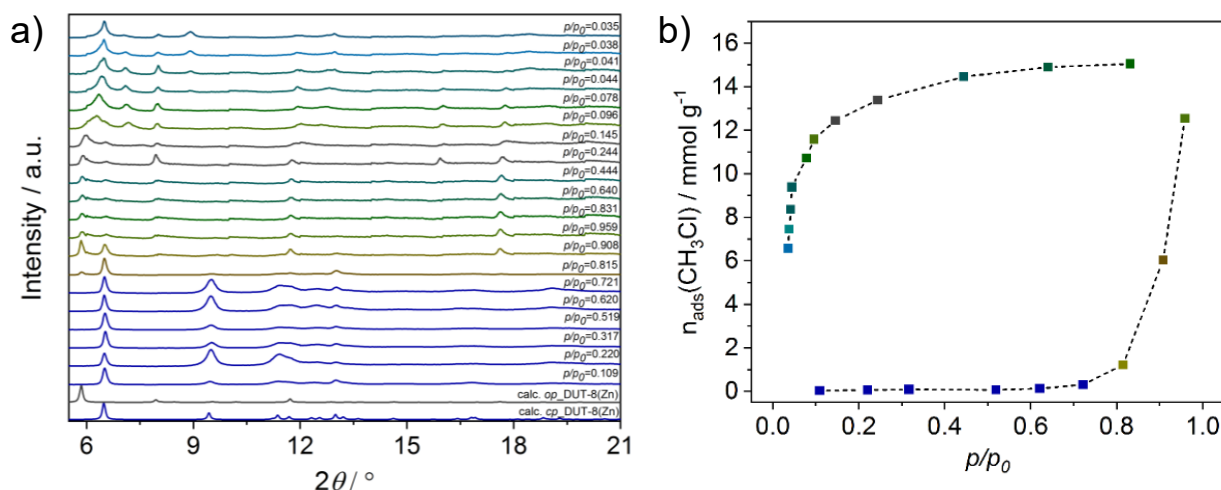 a)
Intensity / a.u.
p/p0=0.035
p/p0=0.038
p/p0=0.041
p/p0=0.044
p/p0=0.078
p/p0=0.096
p/p0=0.145
p/p0=0.244
p/p0=0.444
p/p0=0.640
p/p0=0.831
p/p0=0.959
p/p0=0.908
p/p0=0.815
p/p0=0.721
p/p0=0.620
p/p0=0.519
p/p0=0.317
p/p0=0.220
p/p0=0.109
calc. op_DUT-8(Zn)
calc. cp_DUT-8(Zn)
6 9 12 15 18 21
2θ / °
b)
nads(CH3Cl) / mmol g-1
16
14
12
10
8
6
4
2
0
0.0 0.2 0.4 0.6 0.8 1.0
p/p0